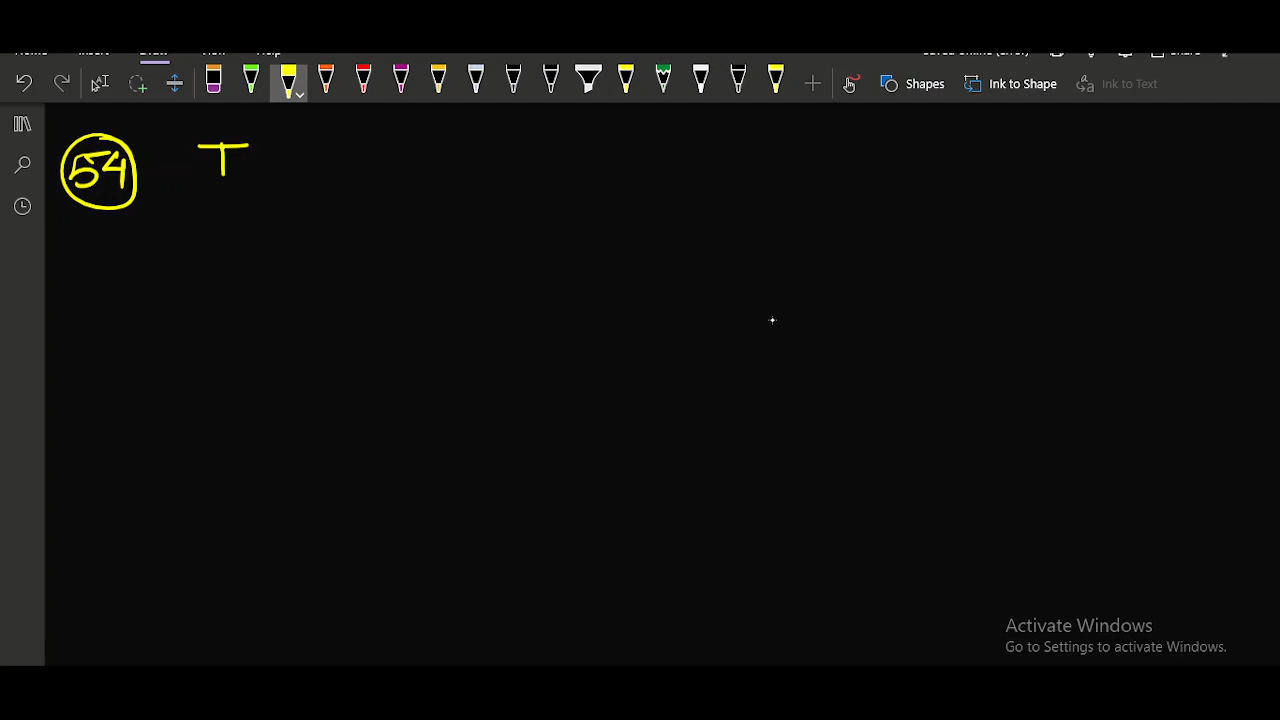 Shapes Ink to Shape Ink to Text
54 T
Activate Windows
Go to Settings to activate Windows.